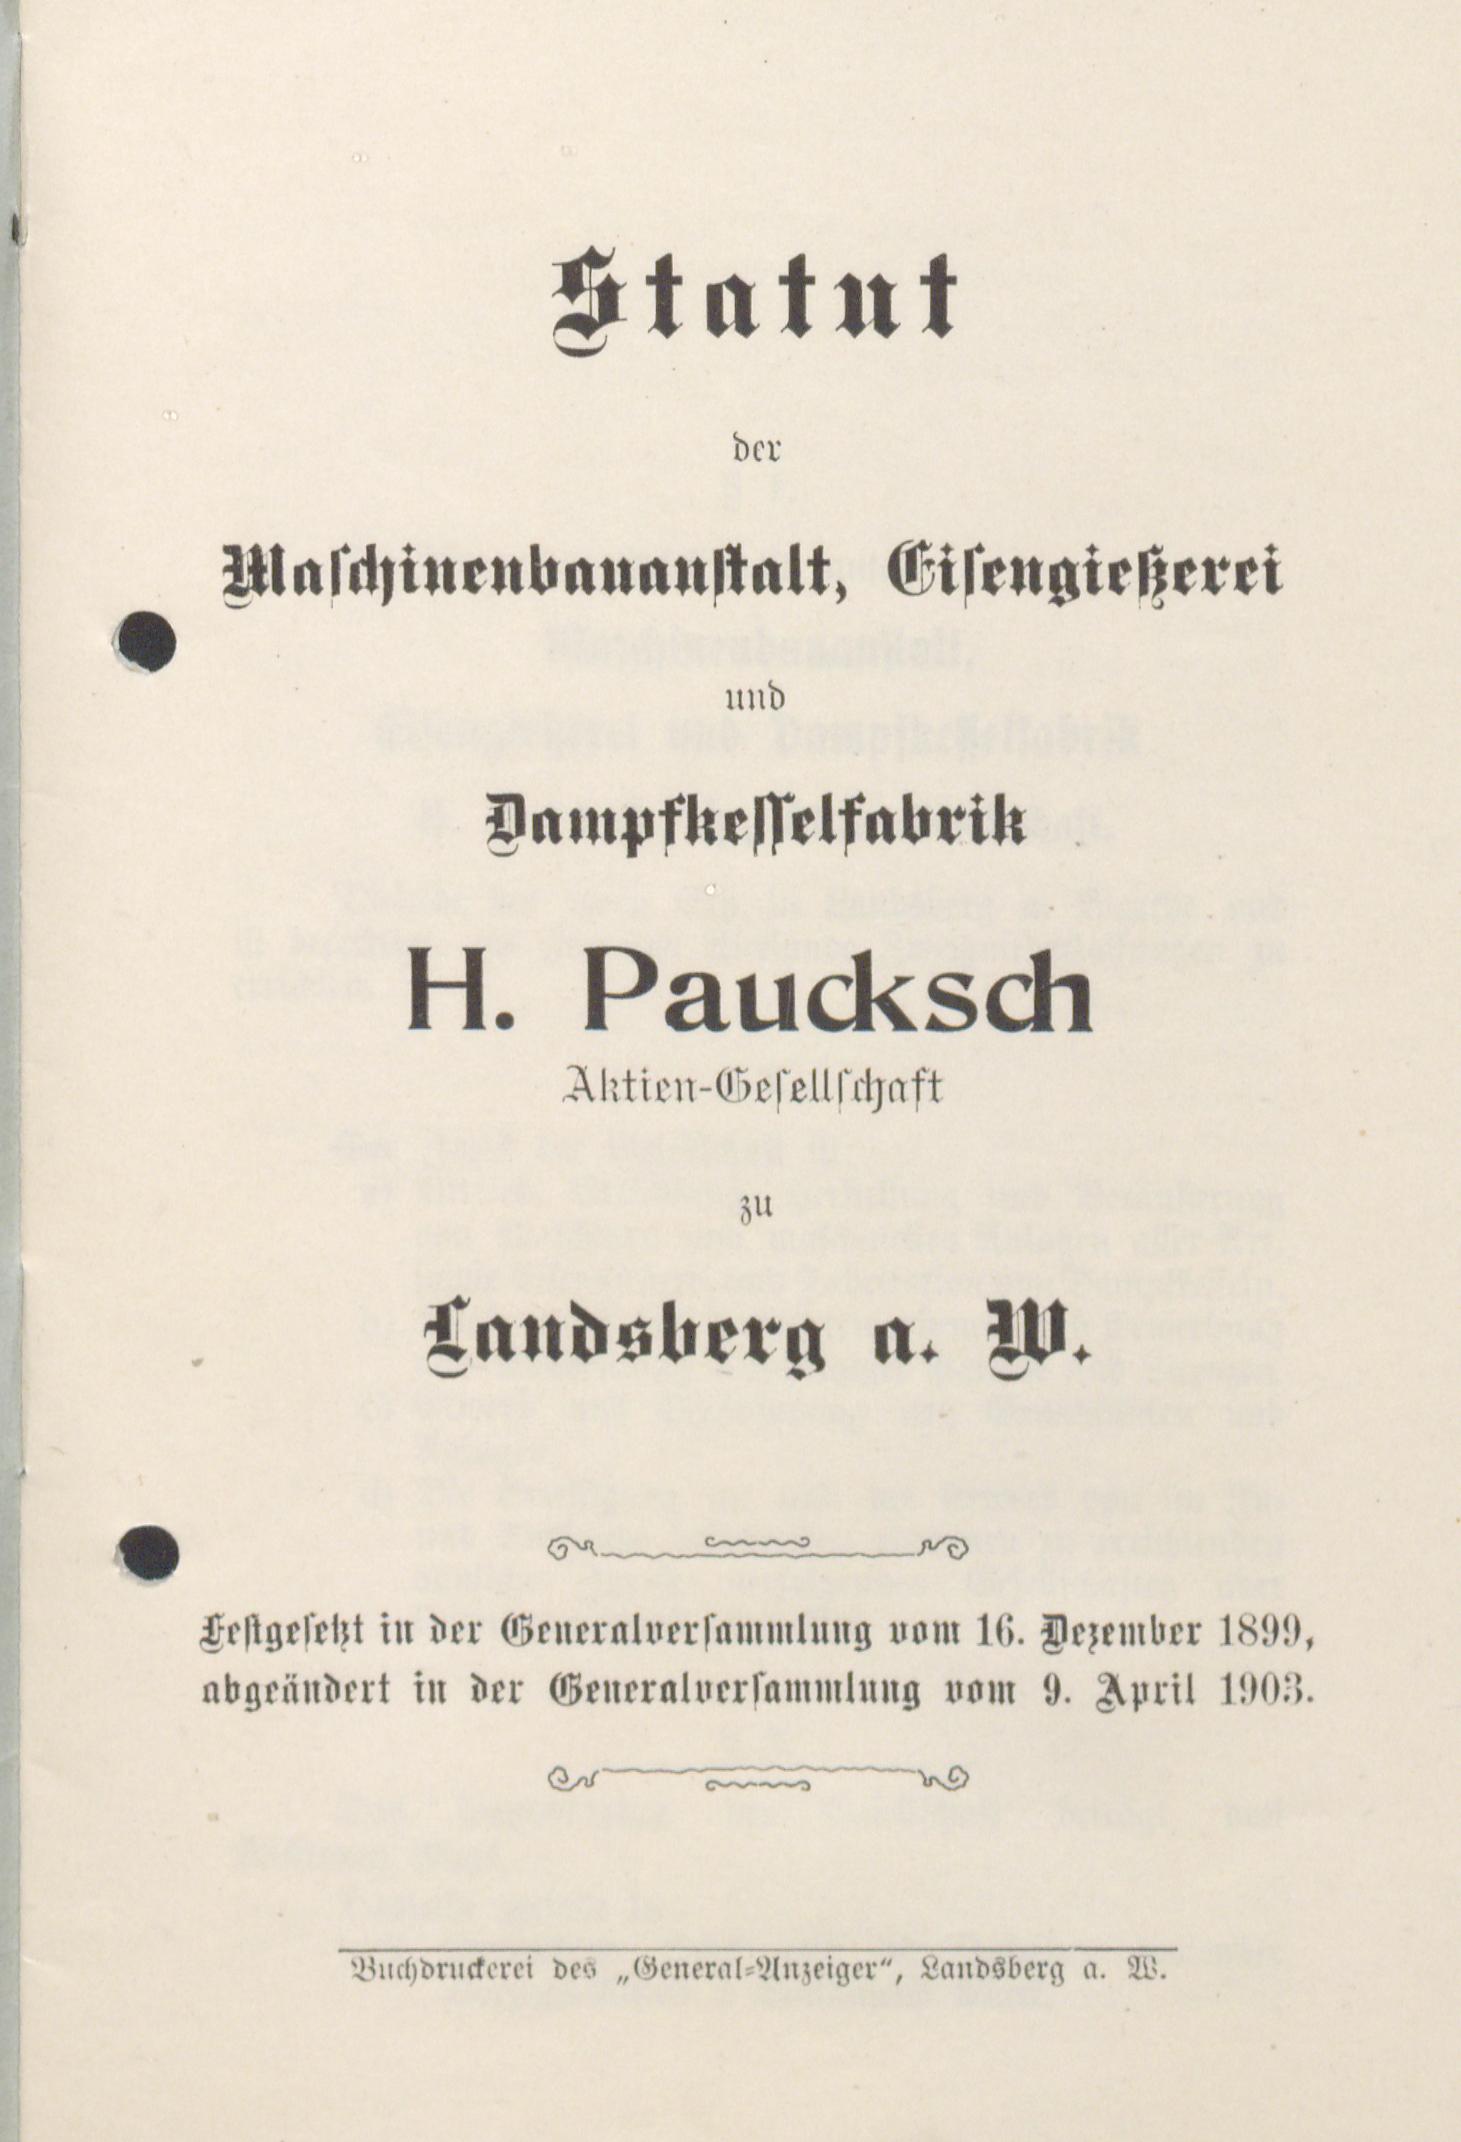 Statut
der
Maschinenbauanstalt, Eisengießerei
und
Dampfkesselfabrik
H. Paucksch
Aktien-Gesellschaft
zu
Landsberg a. W.
Festgesetzt in der Generalversammlung vom 16. Dezember 1899,
abgeändert in der Generalversammlung vom 9. April 1903.
Buchdruckerei des „General-Anzeiger“, Landsberg a. W.